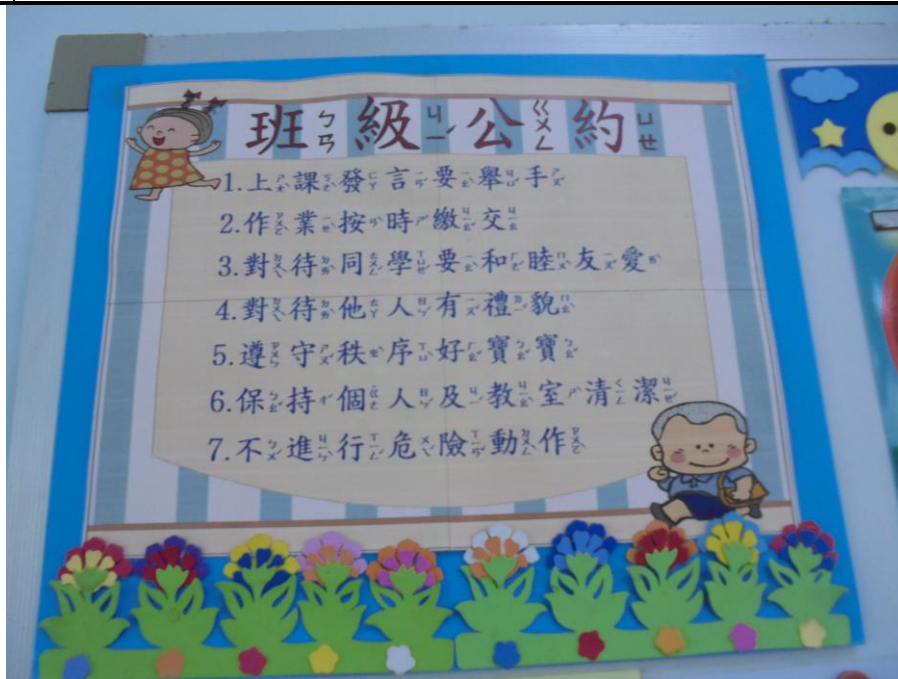 班級公約
1.上課發言要舉手
2.作業按時繳交
3.對待同學要和睦友愛
4.對待他人有禮貌
5.遵守秩序好寶寶
6.保持個人及教室清潔
7.不進行危險動作